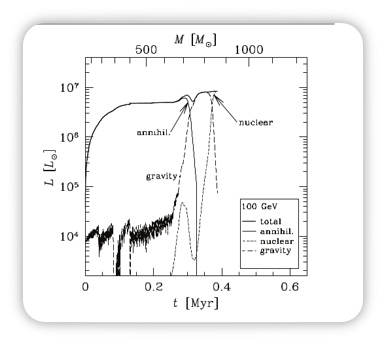 M [M⊙]
500 1000
10⁷
10⁶
10⁵
10⁴
L [L⊙]
annihil.
nuclear
gravity
100 GeV
total
annihil.
nuclear
gravity
0 0.2 0.4 0.6
t [Myr]